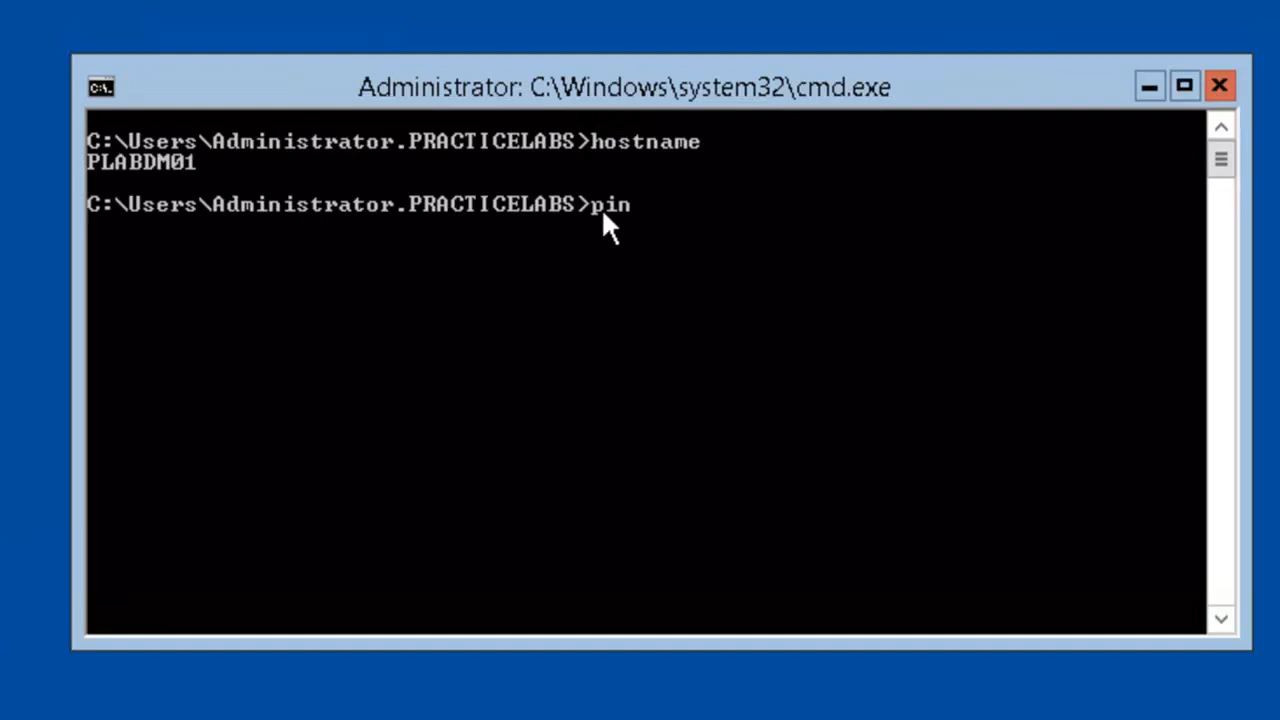 Administrator: C:\Windows\system32\cmd.exe
C:\Users\Administrator.PRACTICELABS>hostname
PLABDM01
C:\Users\Administrator.PRACTICELABS>pin